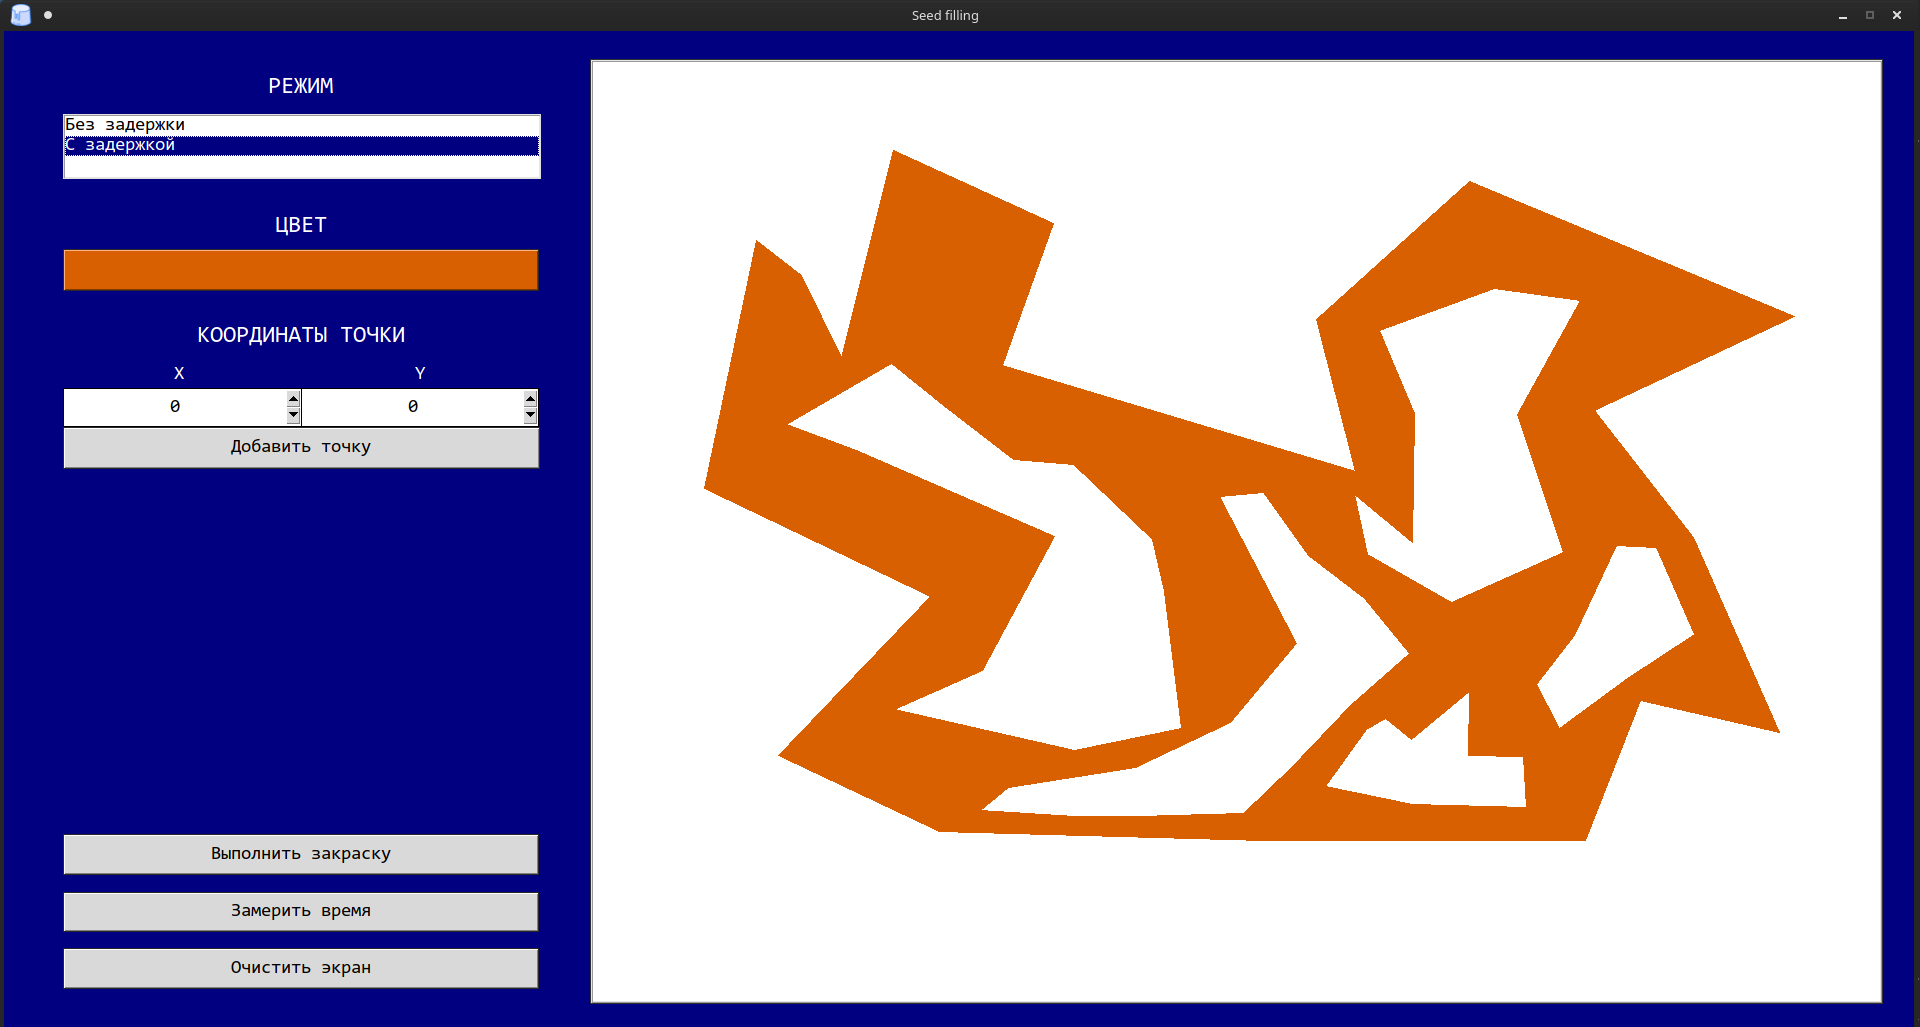 Seed filling
РЕЖИМ
Без задержки
С задержкой
ЦВЕТ
КООРДИНАТЫ ТОЧКИ
X Y
0 0
Добавить точку
Выполнить закраску
Замерить время
Очистить экран